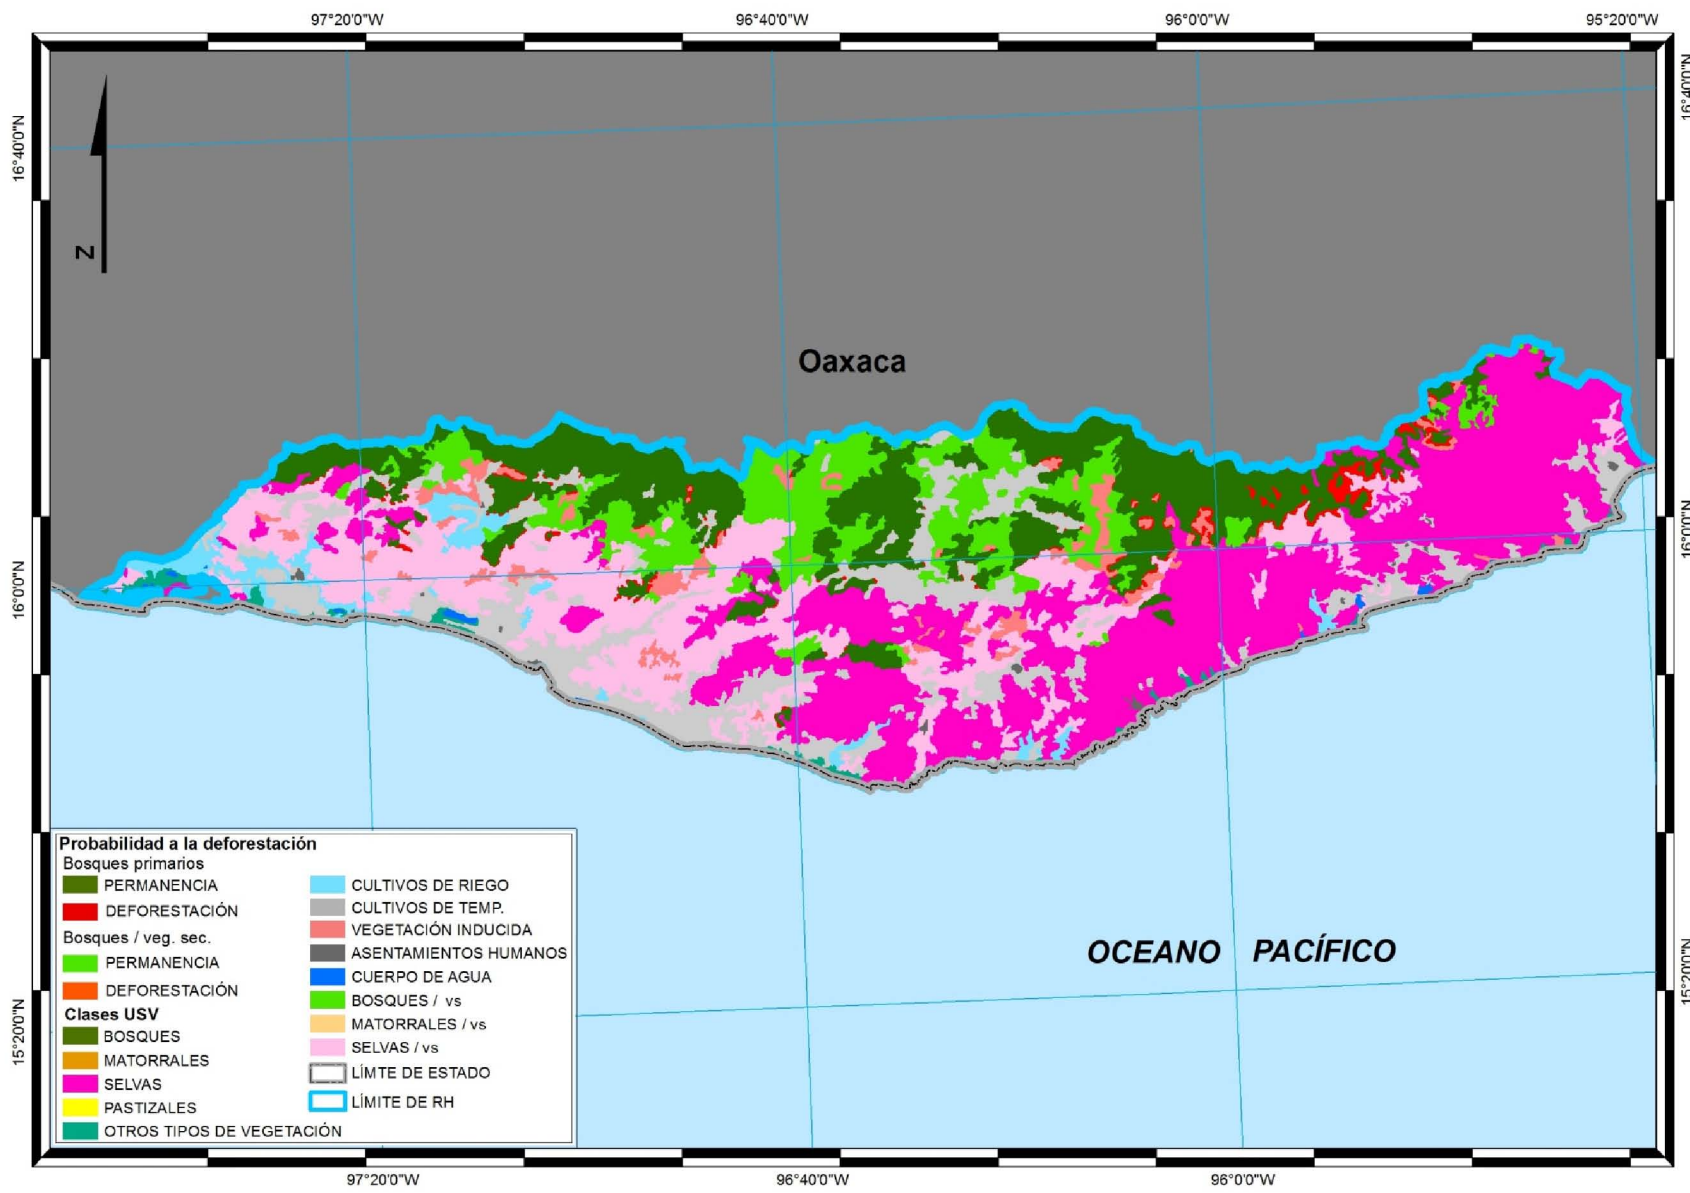 97°20'0"W
96°40'0"W
96°0'0"W
95°20'0"W
16°40'0"N
16°40'0"N
N
Oaxaca
16°0'0"N
16°0'0"N
Probabilidad a la deforestación
Bosques primarios
PERMANENCIA
DEFORESTACIÓN
Bosques / veg. sec.
PERMANENCIA
DEFORESTACIÓN
Clases USV
BOSQUES
MATORRALES
SELVAS
PASTIZALES
OTROS TIPOS DE VEGETACIÓN
CULTIVOS DE RIEGO
CULTIVOS DE TEMP.
VEGETACIÓN INDUCIDA
ASENTAMIENTOS HUMANOS
CUERPO DE AGUA
BOSQUES / vs
MATORRALES / vs
SELVAS / vs
LÍMTE DE ESTADO
LÍMITE DE RH
OCEANO PACÍFICO
15°20'0"N
15°20'0"N
97°20'0"W
96°40'0"W
96°0'0"W